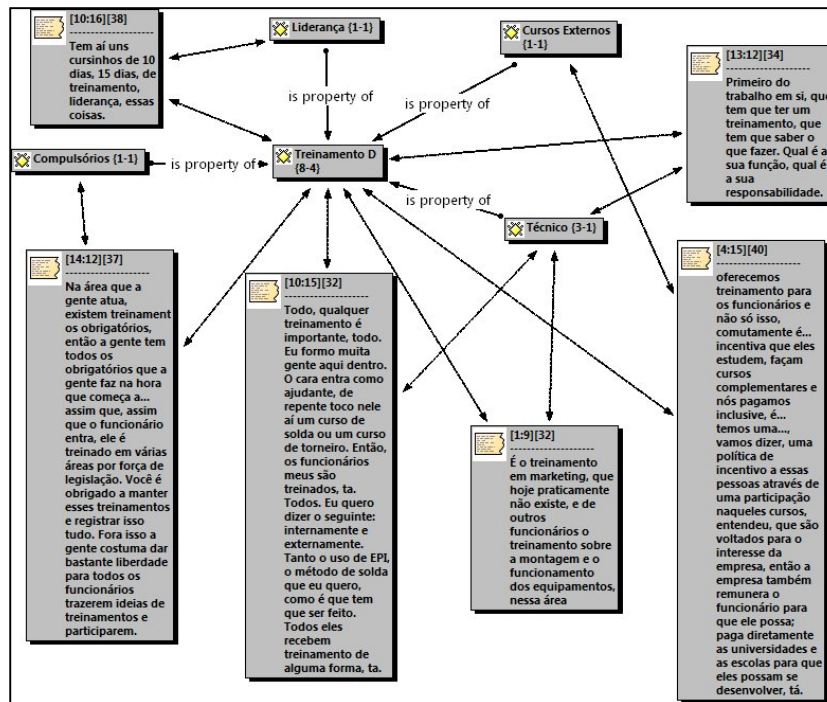 [10:16][38]
Tem aí uns
cursinhos de 10
dias, 15 dias, de
treinamento,
liderança, essas
coisas.
Liderança {1-1}
Cursos Externos
{1-1}
[13:12][34]
Primeiro do
trabalho em si, que
tem que ter um
treinamento, que
tem que saber o
que fazer. Qual é a
sua função, qual é
a sua
responsabilidade.
is property of
is property of
Compulsórios {1-1}
is property of
Treinamento D
{8-4}
is property of
Técnico {3-1}
[14:12][37]
Na área que a
gente atua,
existem treinament
os obrigatórios,
então a gente tem
todos os
obrigatórios que a
gente faz na hora
que começa a...
assim que, assim
que o funcionário
entra, ele é
treinado em várias
áreas por força de
legislação. Você é
obrigado a manter
esses treinamentos
e registrar isso
tudo. Fora isso a
gente costuma dar
bastante liberdade
para todos os
funcionários
trazerem ideias de
treinamentos e
participarem.
[10:15][32]
Todo, qualquer
treinamento é
importante, todo.
Eu formo muita
gente aqui dentro.
O cara entra como
ajudante, de
repente toco nele
aí um curso de
solda ou um curso
de torneiro. Então,
os funcionários
meus são
treinados, ta.
Todos. Eu quero
dizer o seguinte:
internamente e
externamente.
Tanto o uso de EPI,
o método de solda
que eu quero,
como é que tem
que ser feito.
Todos eles
recebem
treinamento de
alguma forma, ta.
[1:9][32]
É o treinamento
em marketing, que
hoje praticamente
não existe, e de
outros
funcionários o
treinamento sobre
a montagem e o
funcionamento
dos equipamentos,
nessa área
[4:15][40]
oferecemos
treinamento para
os funcionários e
não só isso,
comutamente é...
incentiva que eles
estudem, façam
cursos
complementares e
nós pagamos
inclusive, é...
temos uma...,
vamos dizer, uma
política de
incentivo a essas
pessoas através de
uma participação
naqueles cursos,
entendeu, que são
voltados para o
interesse da
empresa, então a
empresa também
remunera o
funcionário para
que ele possa;
paga diretamente
as universidades e
as escolas para que
eles possam se
desenvolver, tá.